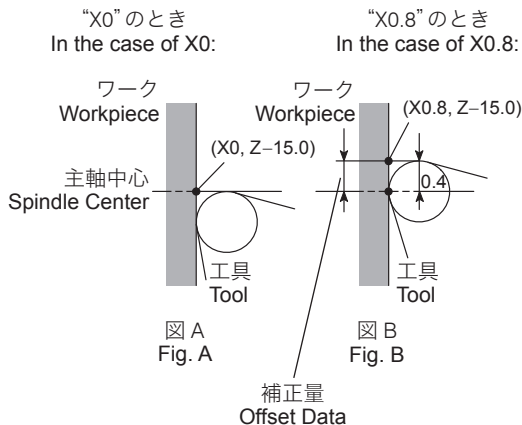 “X0”のとき
In the case of X0:
ワーク
Workpiece
(X0, Z−15.0)
主軸中心
Spindle Center
工具
Tool
図 A
Fig. A
“X0.8”のとき
In the case of X0.8:
ワーク
Workpiece
(X0.8, Z−15.0)
0.4
工具
Tool
図 B
Fig. B
補正量
Offset Data